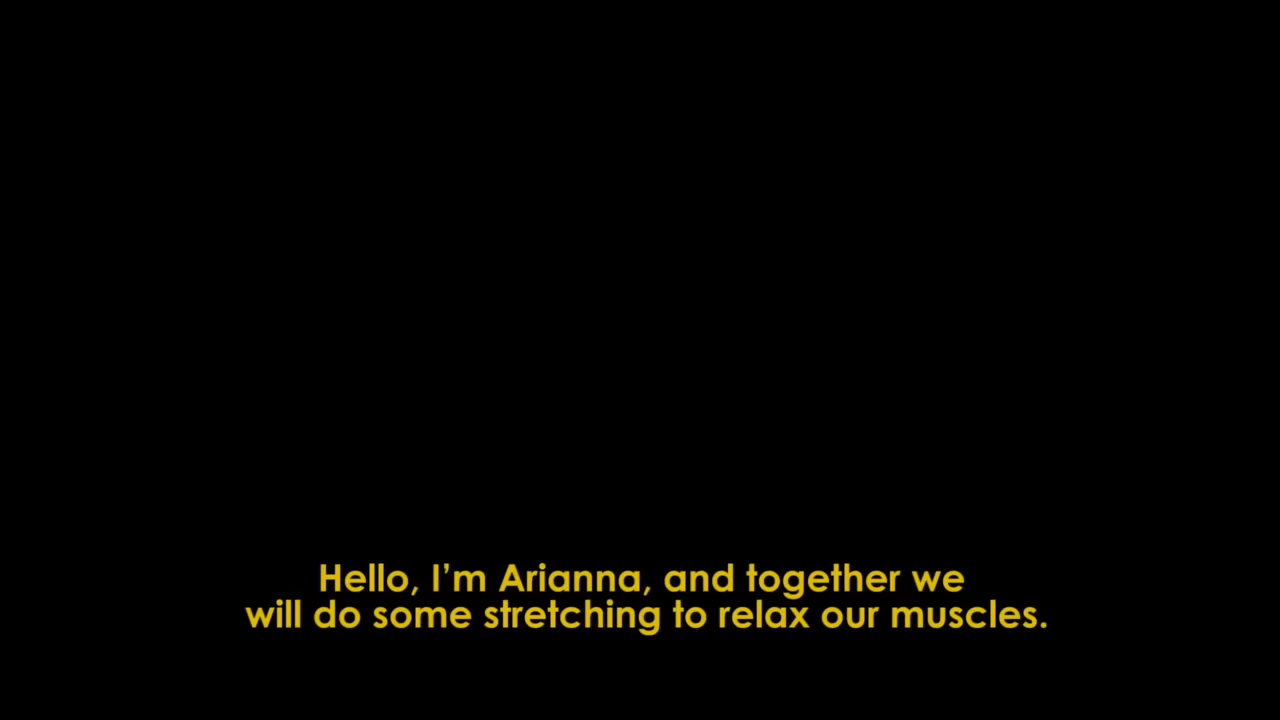 Hello, I’m Arianna, and together we
will do some stretching to relax our muscles.